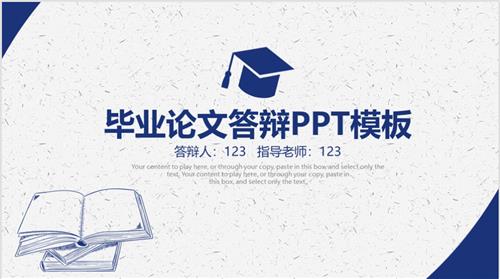 毕业论文答辩PPT模板
答辩人：123 指导老师：123
Your centent to play here, or through your copy, paste in this box and select only the
text. Your content to play here, or through your copy, paste in
this box, and select only the text。